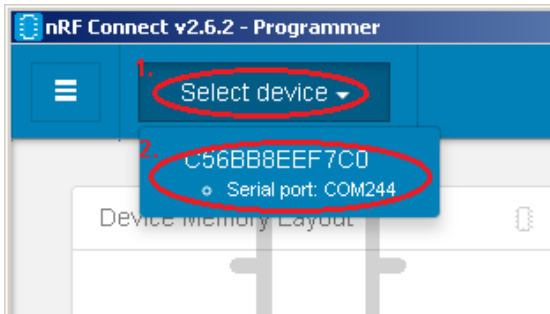 nRF Connect v2.6.2 - Programmer
1.
Select device
2.
C56BB8EEF7C0
Serial port: COM244
Device Memory Layout